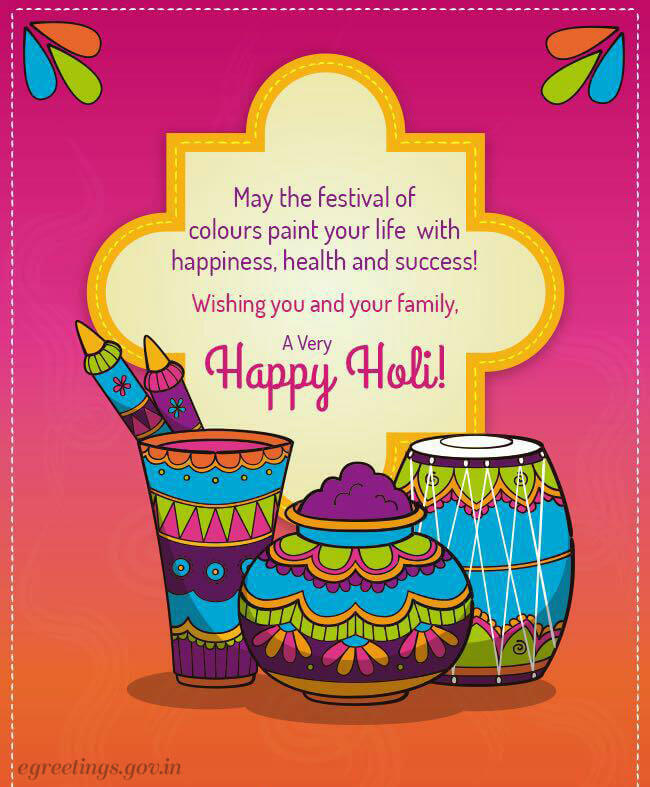 May the festival of
colours paint your life with
happiness, health and success!
Wishing you and your family,
A Very
Happy Holi!
egreetings.gov.in